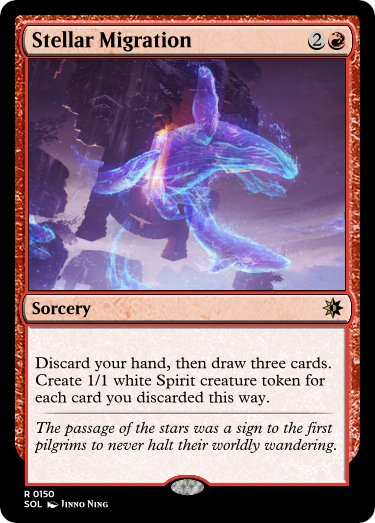 Stellar Migration 2
Sorcery
Discard your hand, then draw three cards.
Create 1/1 white Spirit creature token for
each card you discarded this way.
The passage of the stars was a sign to the first
pilgrims to never halt their worldly wandering.
R 0150
SOL Jinno Ning